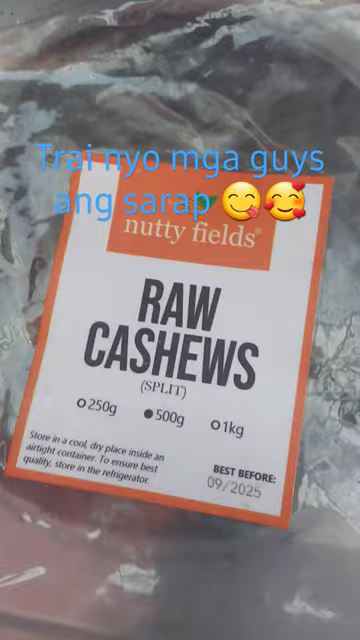 Trai nyo mga guys
ang sarap 😋🥰
nutty fields®
RAW
CASHEWS
(SPLIT)
○ 250g ● 500g ○ 1kg
Store in a cool, dry place inside an
airtight container. To ensure best
quality, store in the refrigerator.
BEST BEFORE:
09/2025